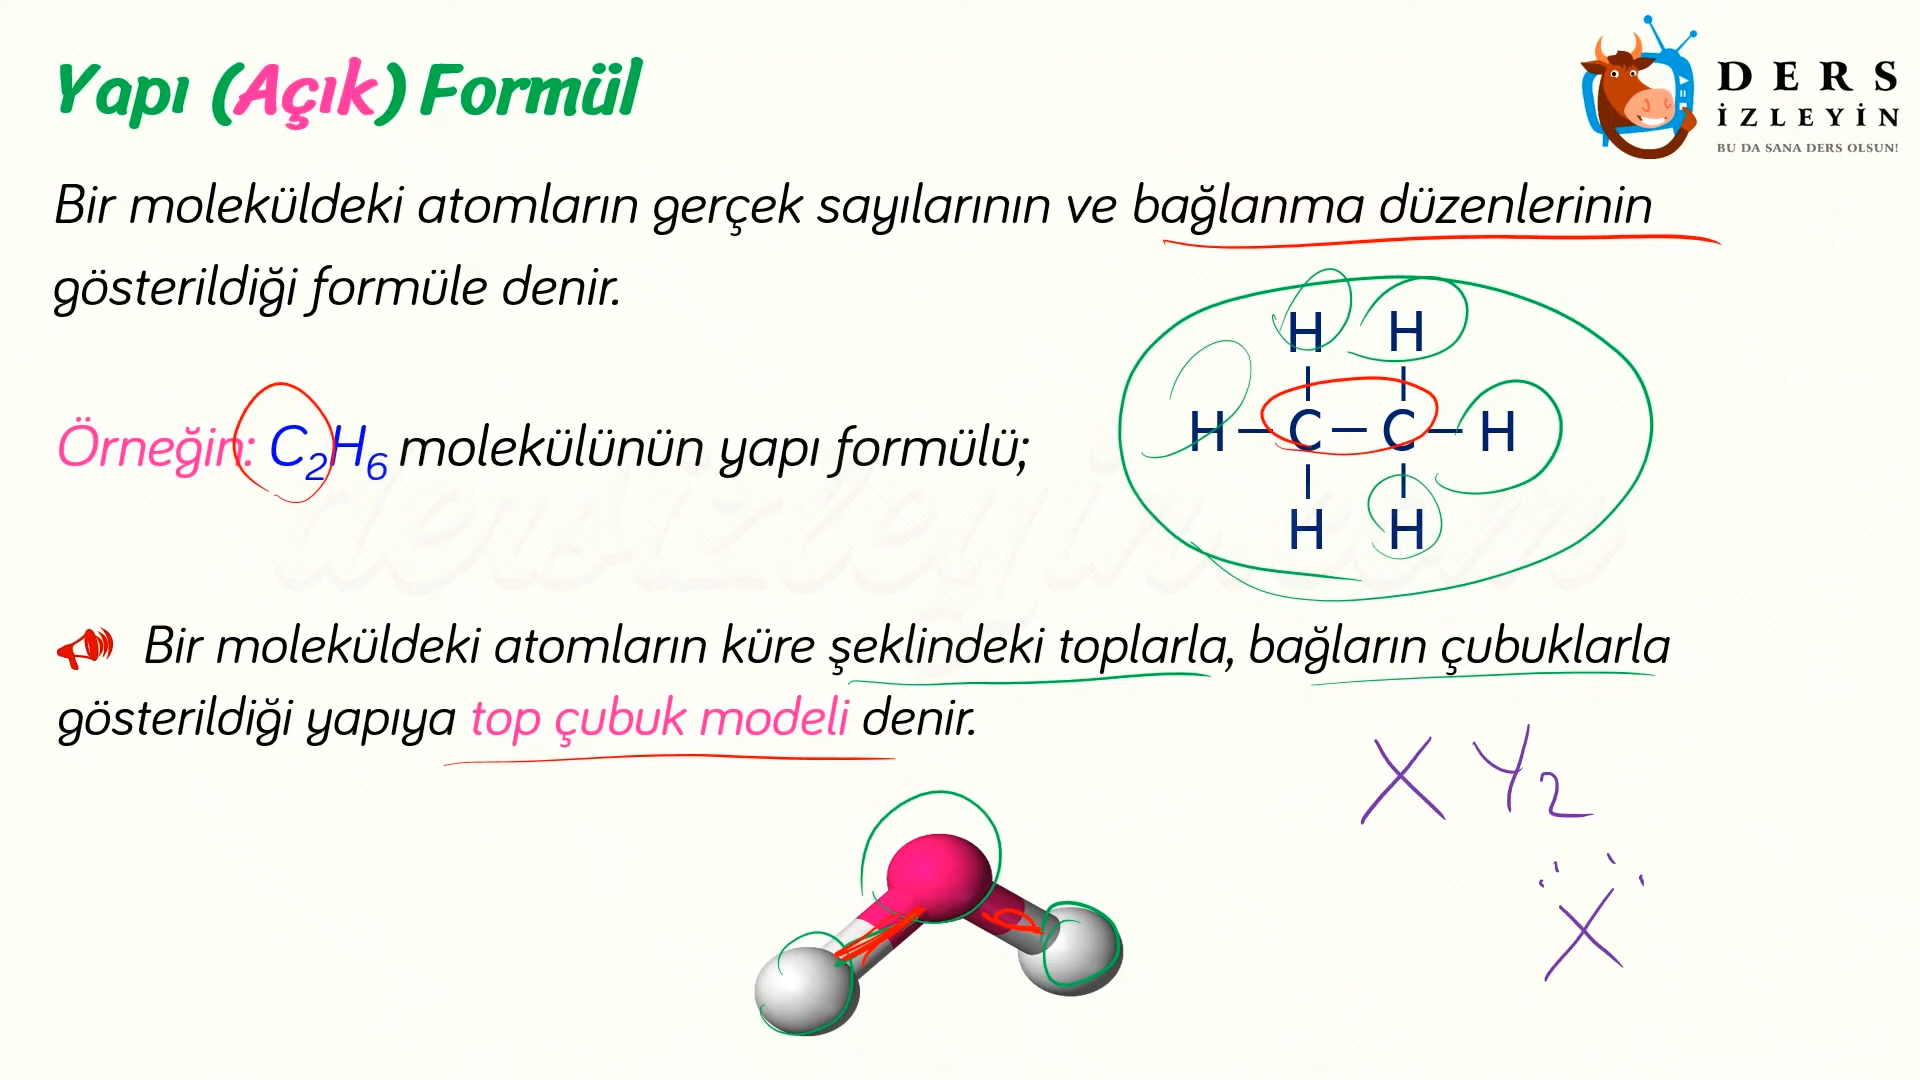 Yapı (Açık) Formül
DERS
İZLEYİN
BU DA SANA DERS OLSUN!
Bir moleküldeki atomların gerçek sayılarının ve bağlanma düzenlerinin
gösterildiği formüle denir.
H H
Örneğin: C₂H₆ molekülünün yapı formülü;
H–C–C–H
H H
dersizleyin.com
Bir moleküldeki atomların küre şeklindeki toplarla, bağların çubuklarla
gösterildiği yapıya top çubuk modeli denir.
XY₂
X